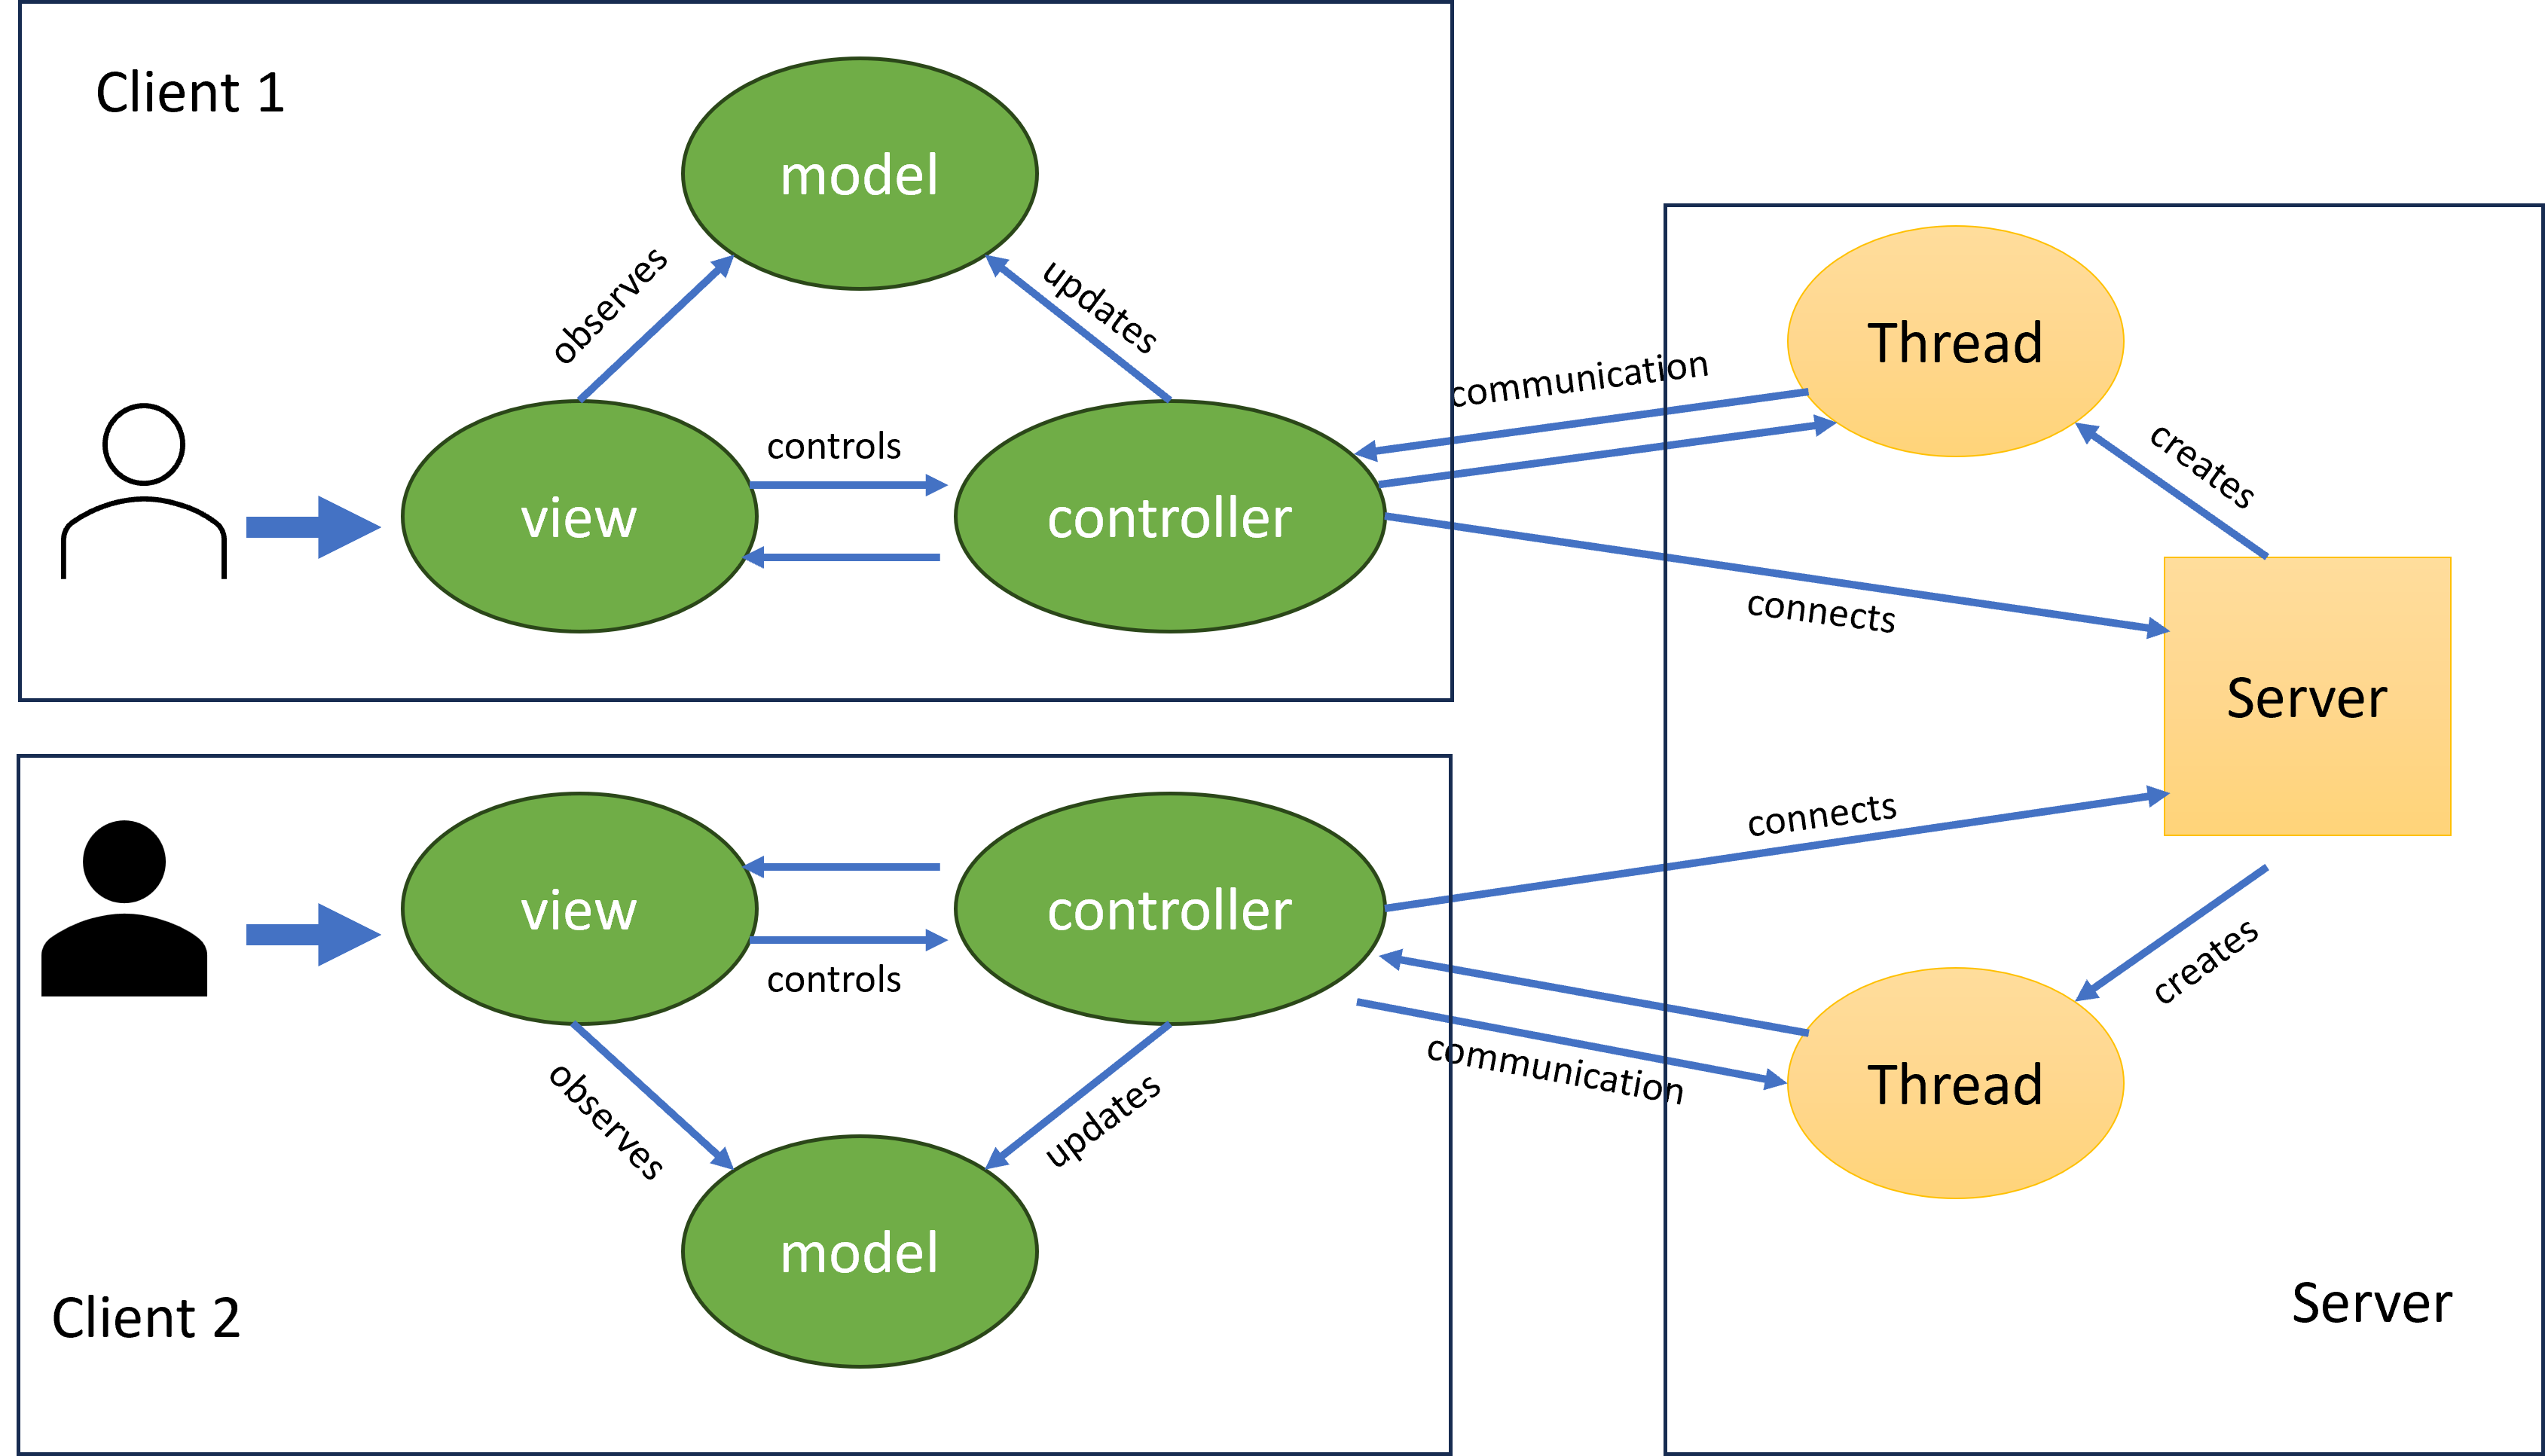 Client 1
model
observes
updates
view
controls
controller
communication
Thread
creates
connects
Server
connects
view
controls
controller
creates
communication
Thread
observes
updates
model
Client 2
Server